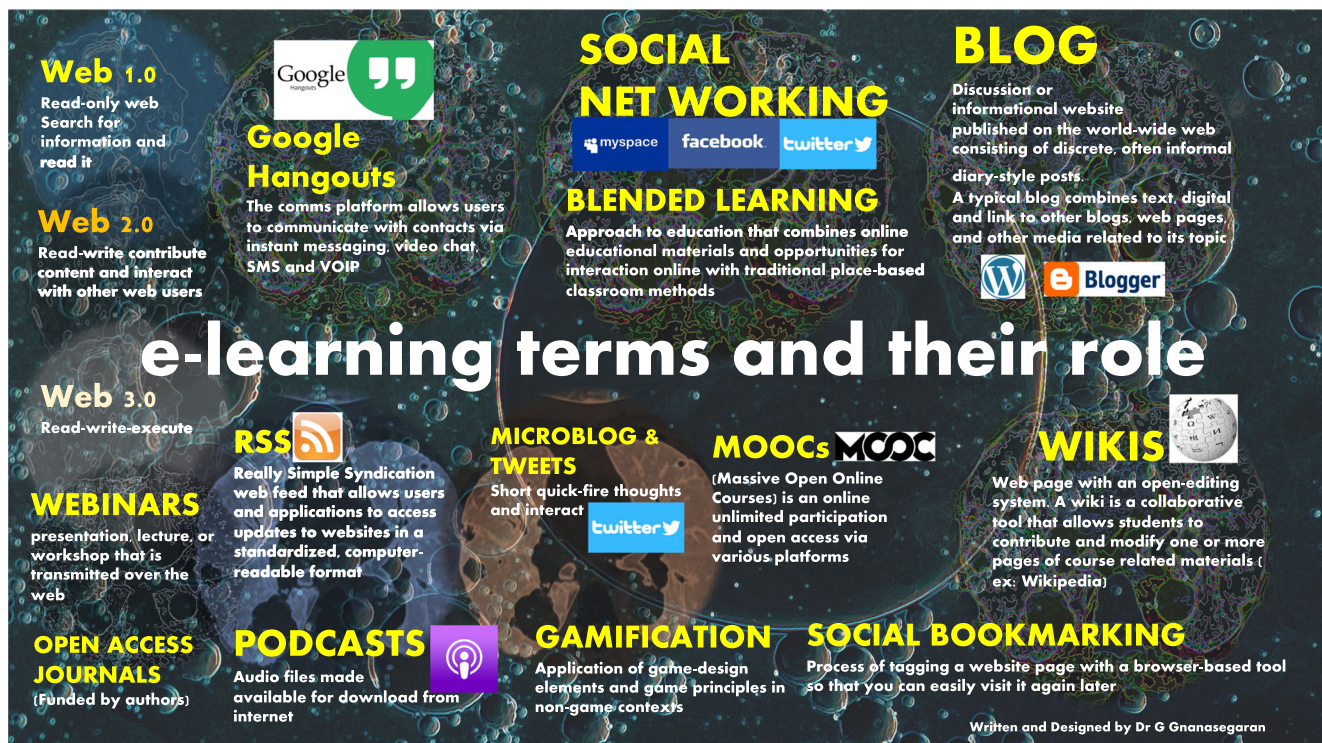 Web 1.0
Read-only web
Search for
information and
read it
Web 2.0
Read-write contribute
content and interact
with other web users
Google
Hangouts
Google
Hangouts
The comms platform allows users
to communicate with contacts via
instant messaging, video chat,
SMS and VOIP
SOCIAL
NET WORKING
myspace
facebook.
twitter
BLENDED LEARNING
Approach to education that combines online
educational materials and opportunities for
interaction online with traditional place-based
classroom methods
BLOG
Discussion or
informational website
published on the world-wide web
consisting of discrete, often informal
diary-style posts.
A typical blog combines text, digital
and link to other blogs, web pages,
and other media related to its topic
W
Blogger
e-learning terms and their role
Web 3.0
Read-write-execute
WEBINARS
presentation, lecture, or
workshop that is
transmitted over the
web
RSS
Really Simple Syndication
web feed that allows users
and applications to access
updates to websites in a
standardized, computer-
readable format
MICROBLOG &
TWEETS
Short quick-fire thoughts
and interact
twitter
MOOCs
MOOC
(Massive Open Online
Courses) is an online
unlimited participation
and open access via
various platforms
WIKIS
Web page with an open-editing
system. A wiki is a collaborative
tool that allows students to
contribute and modify one or more
pages of course related materials (
ex: Wikipedia)
OPEN ACCESS
JOURNALS
(Funded by authors)
PODCASTS
Audio files made
available for download from
internet
GAMIFICATION
Application of game-design
elements and game principles in
non-game contexts
SOCIAL BOOKMARKING
Process of tagging a website page with a browser-based tool
so that you can easily visit it again later
Written and Designed by Dr G Gnanasegaran